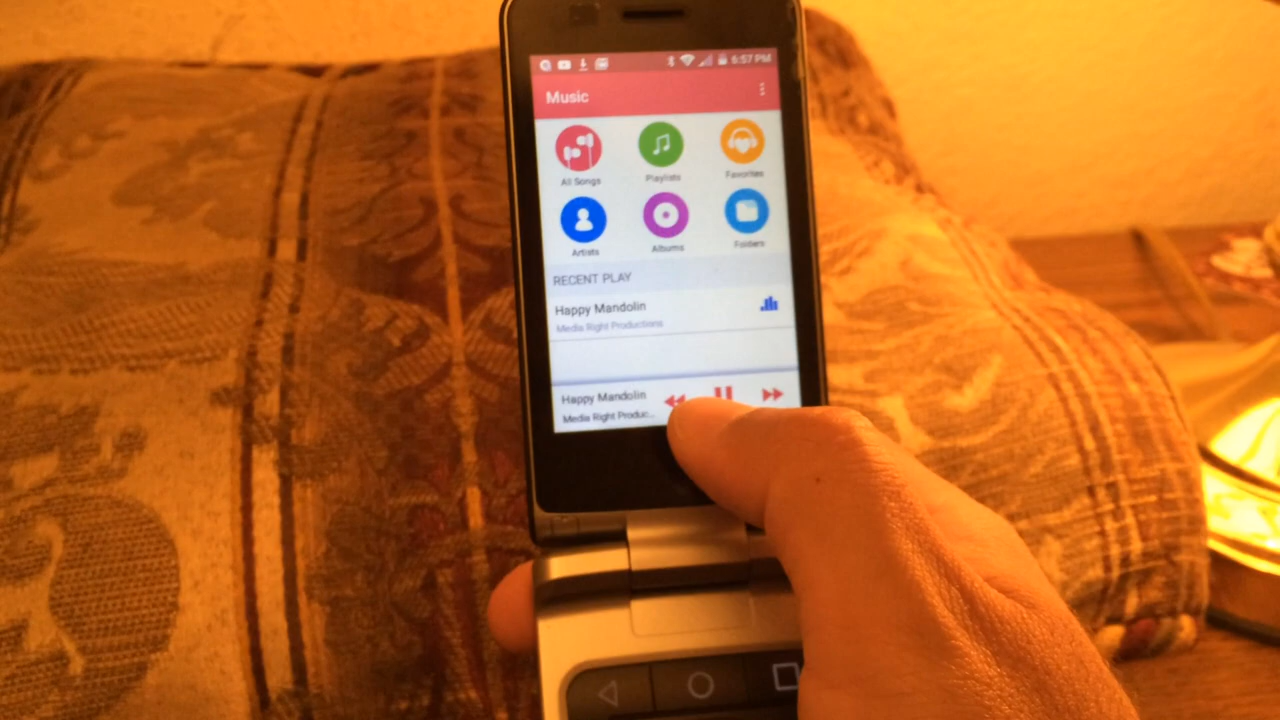 6:57 PM
Music
All Songs
Playlists
Favorites
Artists
Albums
Folders
RECENT PLAY
Happy Mandolin
Media Right Productions
Happy Mandolin
Media Right Produc...